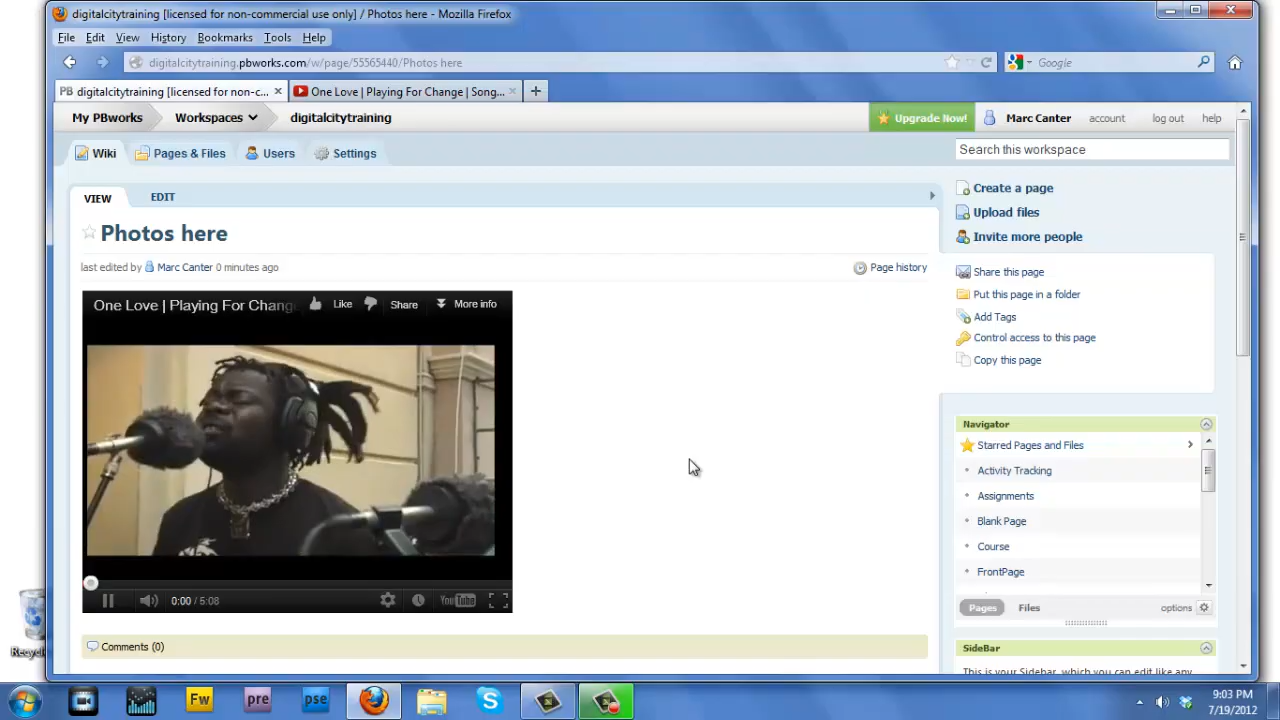 digitalcitytraining [licensed for non-commercial use only] / Photos here - Mozilla Firefox
File Edit View History Bookmarks Tools Help
digitalcitytraining.pbworks.com/w/page/55565440/Photos here
Google
PB digitalcitytraining [licensed for non-c...
One Love | Playing For Change | Song...
My PBworks Workspaces digitalcitytraining
Upgrade Now! Marc Canter account log out help
Wiki Pages & Files Users Settings
Search this workspace
VIEW EDIT
Create a page
Upload files
Invite more people
Photos here
last edited by Marc Canter 0 minutes ago
Page history
Share this page
Put this page in a folder
Add Tags
Control access to this page
Copy this page
One Love | Playing For Change Like Share More info
0:00 / 5:08
YouTube
Comments (0)
Navigator
Starred Pages and Files
Activity Tracking
Assignments
Blank Page
Course
FrontPage
Pages Files options
SideBar
This is your Sidebar, which you can edit like any
Recycle
Fw pre pse
9:03 PM
7/19/2012